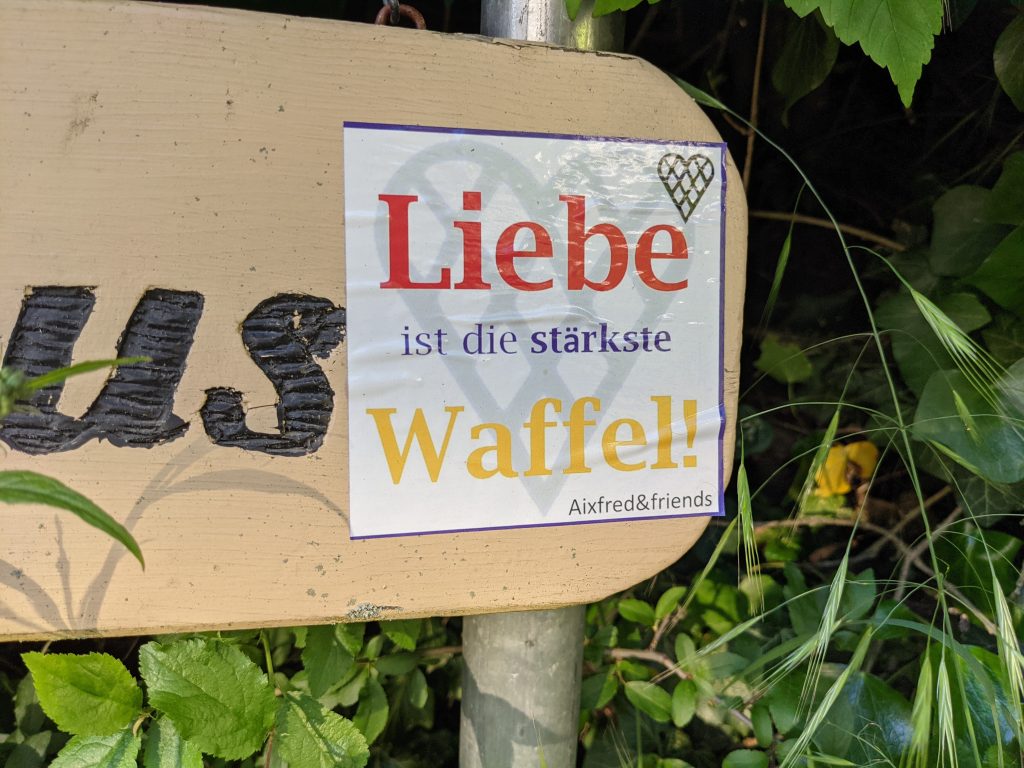 us
Liebe
ist die stärkste
Waffel!
Aixfred&friends